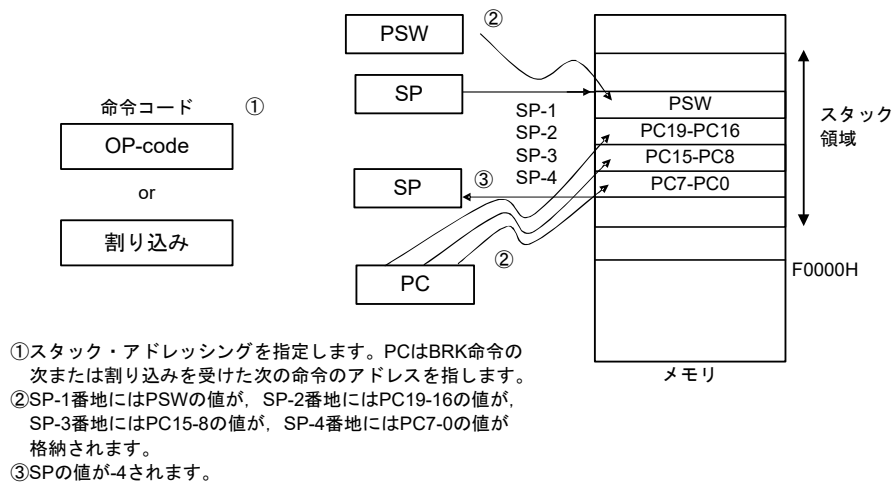 PSW
②
SP
命令コード
①
OP-code
or
割り込み
SP-1
SP-2
SP-3
SP-4
PSW
PC19-PC16
PC15-PC8
PC7-PC0
スタック
領域
SP
③
②
PC
F0000H
メモリ
①スタック・アドレッシングを指定します。PCはBRK命令の
次または割り込みを受けた次の命令のアドレスを指します。
②SP-1番地にはPSWの値が，SP-2番地にはPC19-16の値が，
SP-3番地にはPC15-8の値が，SP-4番地にはPC7-0の値が
格納されます。
③SPの値が-4されます。